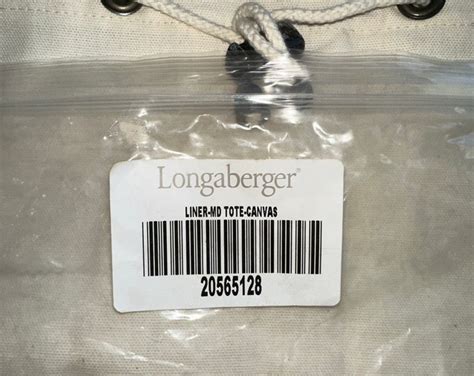 Longaberger®
LINER-MD TOTE-CANVAS
20565128